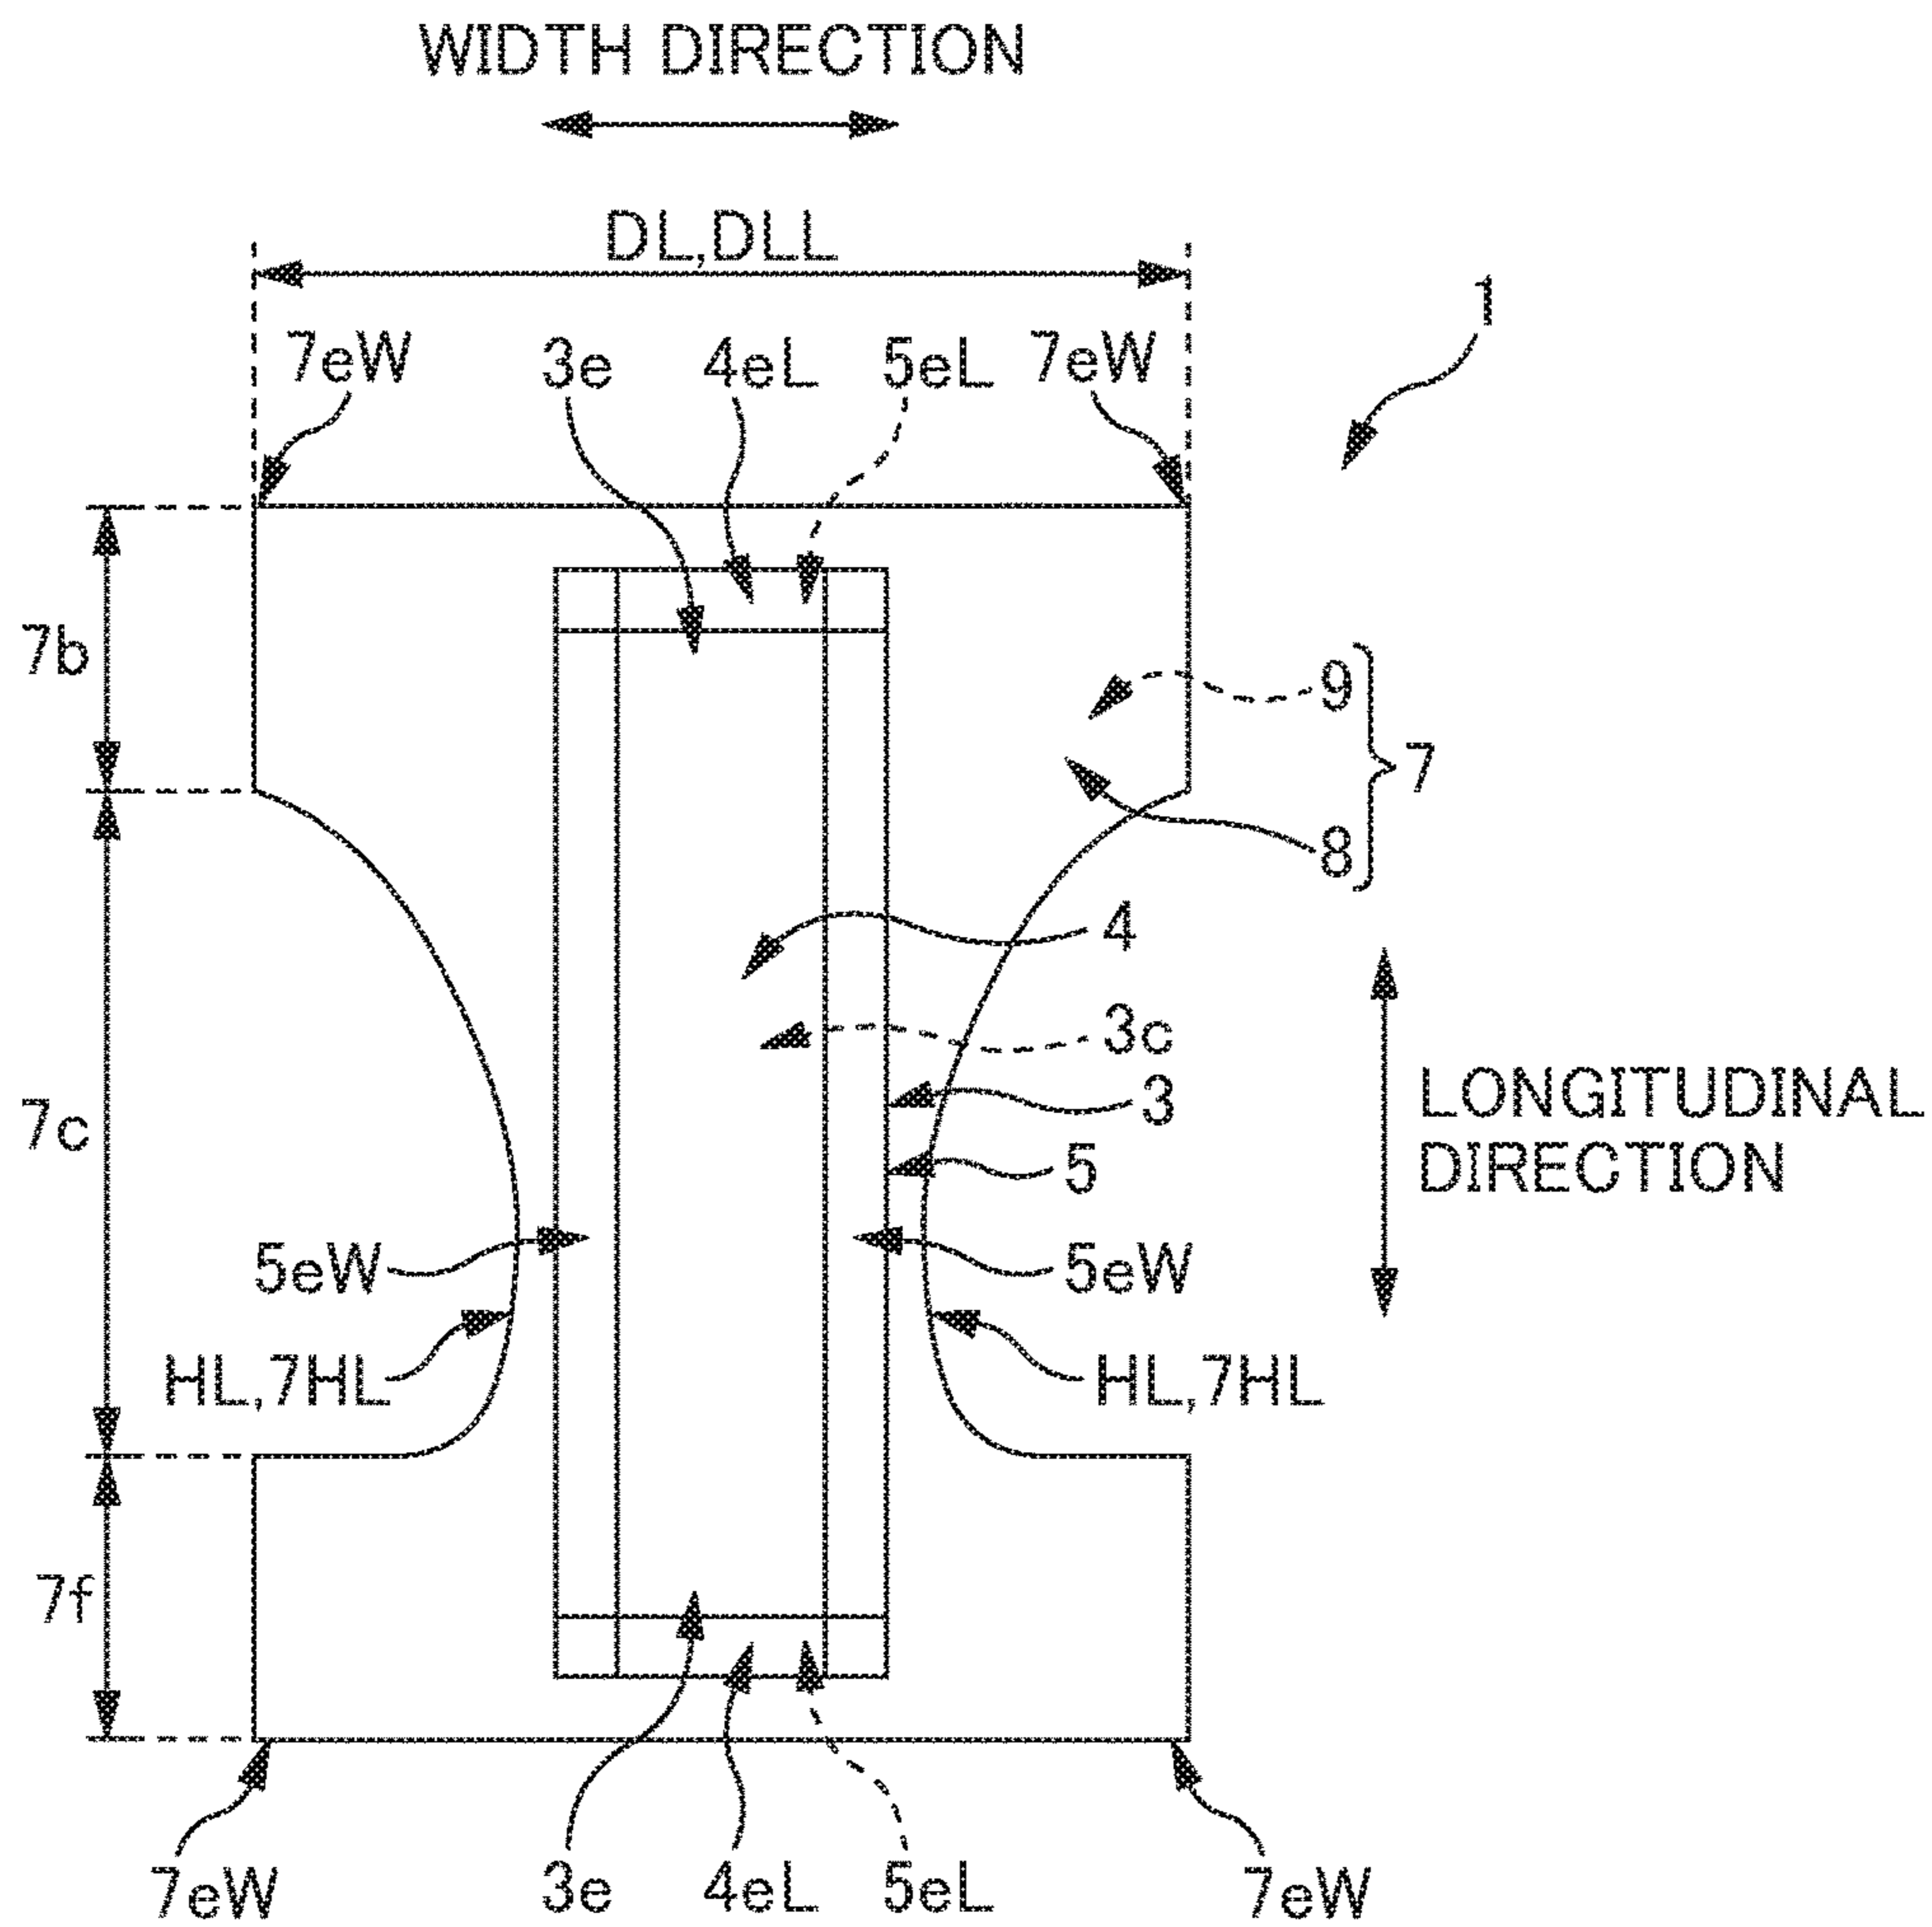 WIDTH DIRECTION
DL,DLL
1
7eW 3e 4eL 5eL 7eW
7b
9
7
8
4
3c
3
7c
LONGITUDINAL
DIRECTION
5
5eW 5eW
HL,7HL HL,7HL
7f
7eW 3e 4eL 5eL 7eW